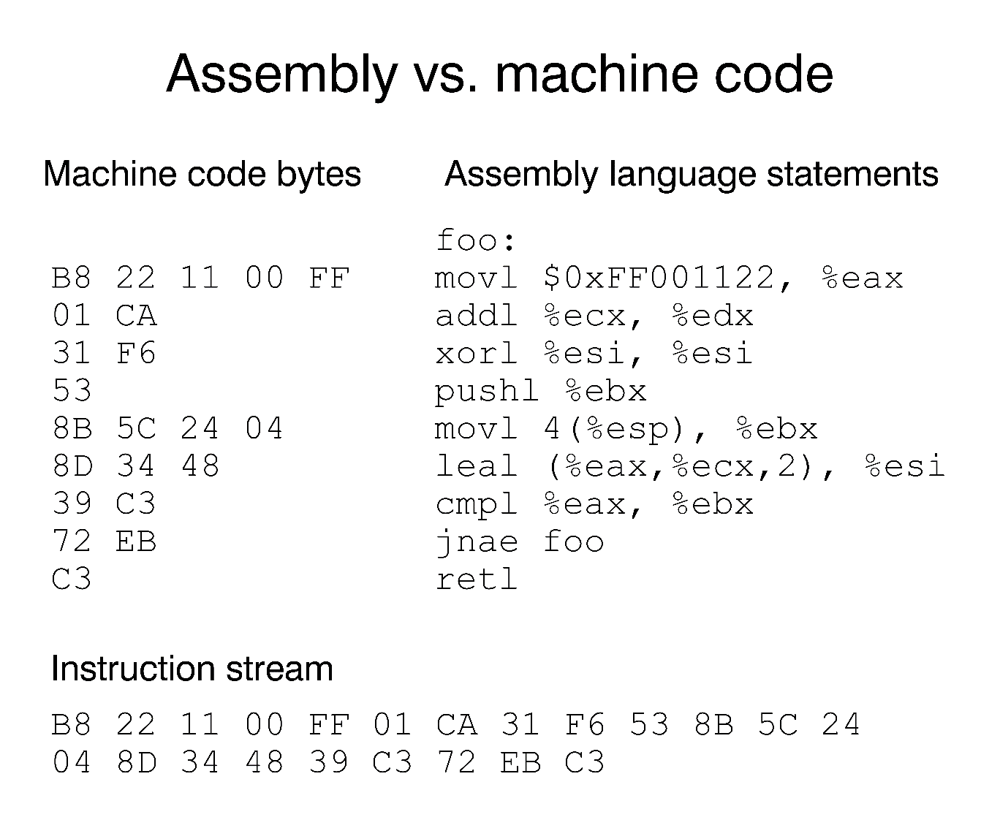 Assembly vs. machine code
Machine code bytes
Assembly language statements
foo:
B8 22 11 00 FF
movl $0xFF001122, %eax
01 CA
addl %ecx, %edx
31 F6
xorl %esi, %esi
53
pushl %ebx
8B 5C 24 04
movl 4(%esp), %ebx
8D 34 48
leal (%eax,%ecx,2), %esi
39 C3
cmpl %eax, %ebx
72 EB
jnae foo
C3
retl
Instruction stream
B8 22 11 00 FF 01 CA 31 F6 53 8B 5C 24
04 8D 34 48 39 C3 72 EB C3